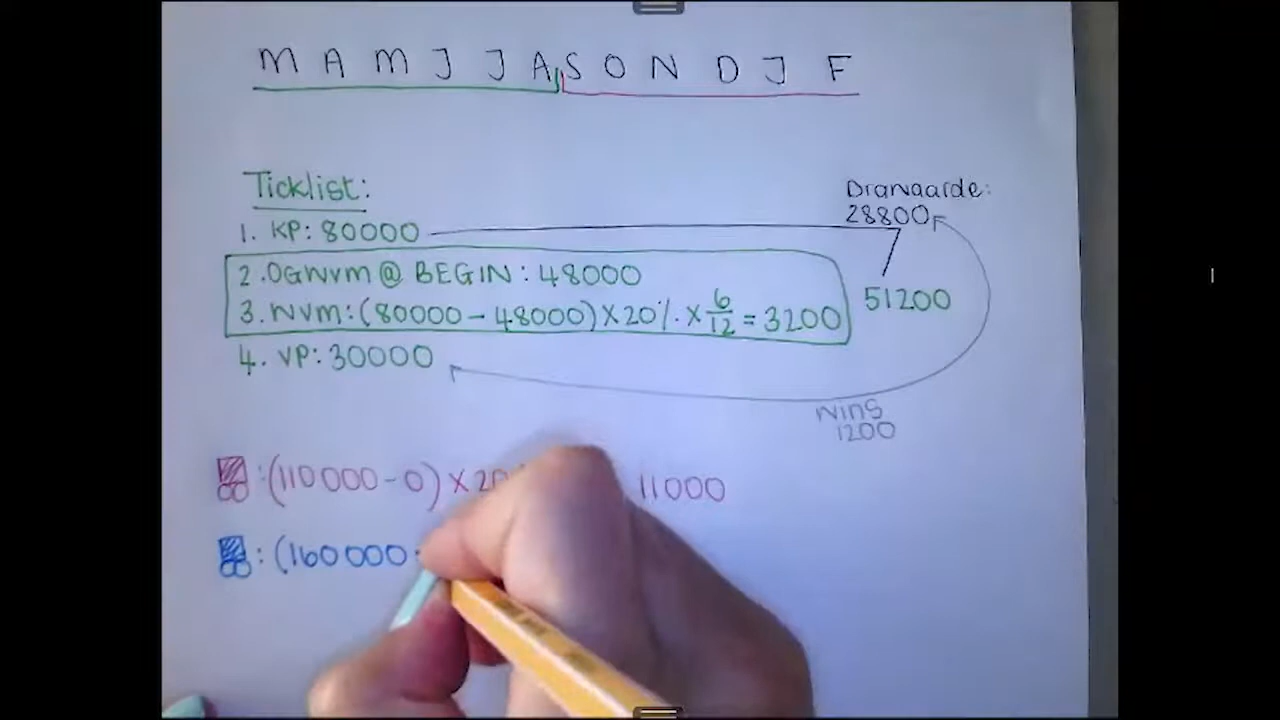 M A M J J A S O N D J F
Ticklist:
Drawaarde:
28800
1. KP: 80000
2. OGWVM @ BEGIN: 48000
3. WVM: (80000 - 48000) X 20% X 6/12 = 3200
51200
4. VP: 30000
Wins
1200
: (110000 - 0) X 20 11000
: (160000